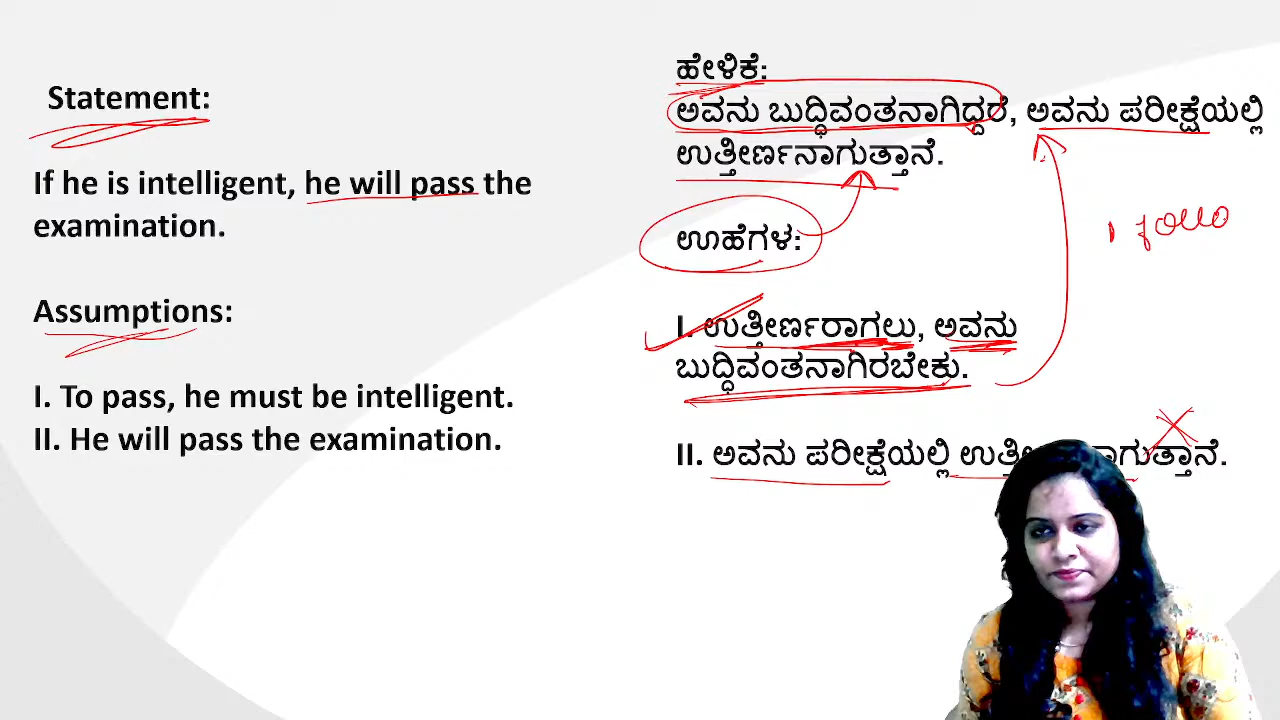 Statement:
If he is intelligent, he will pass the
examination.
Assumptions:
I. To pass, he must be intelligent.
II. He will pass the examination.
ಹೇಳಿಕೆ:
ಅವನು ಬುದ್ಧಿವಂತನಾಗಿದ್ದರೆ, ಅವನು ಪರೀಕ್ಷೆಯಲ್ಲಿ
ಉತ್ತೀರ್ಣನಾಗುತ್ತಾನೆ.
ಊಹೆಗಳ:
I. ಉತ್ತೀರ್ಣರಾಗಲು, ಅವನು
ಬುದ್ಧಿವಂತನಾಗಿರಬೇಕು.
II. ಅವನು ಪರೀಕ್ಷೆಯಲ್ಲಿ